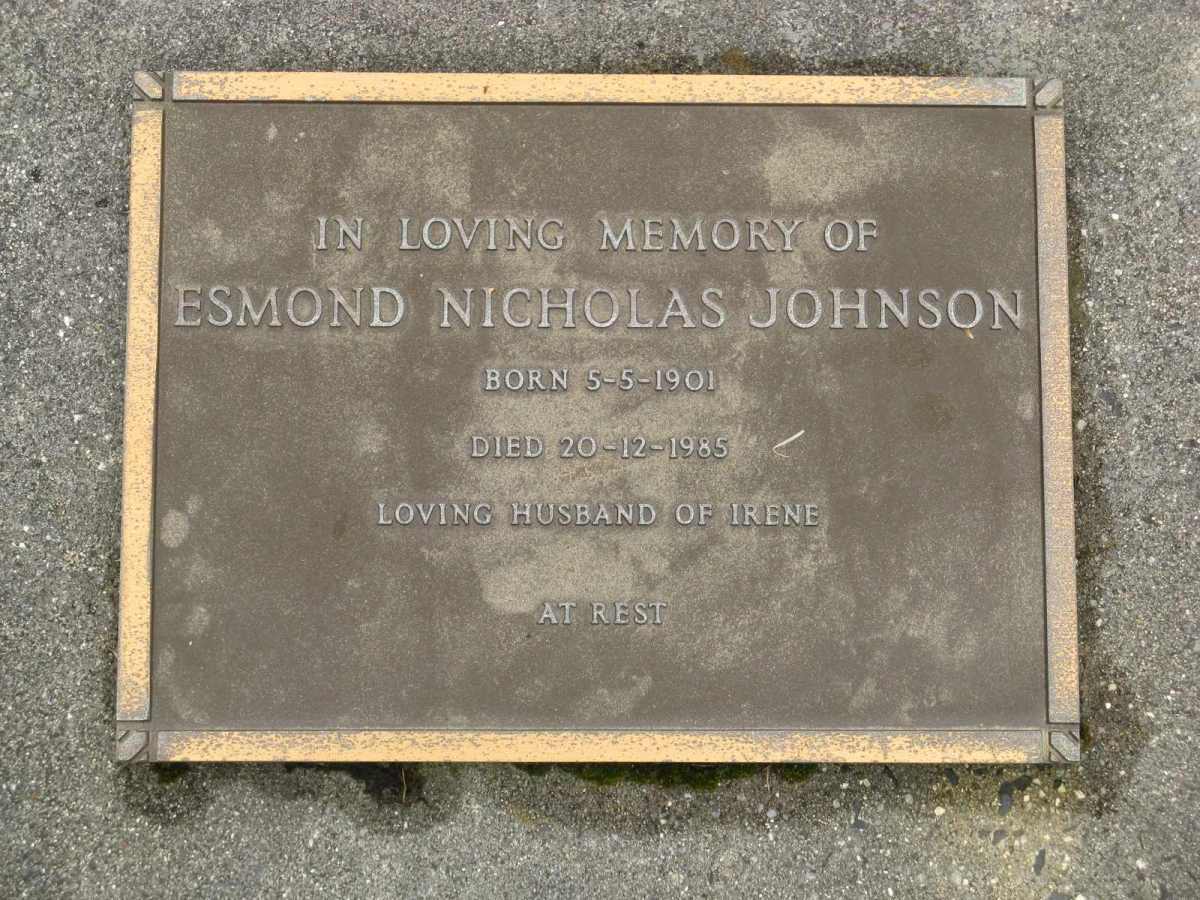 IN LOVING MEMORY OF
ESMOND NICHOLAS JOHNSON
BORN 5-5-1901
DIED 20-12-1985
LOVING HUSBAND OF IRENE
AT REST